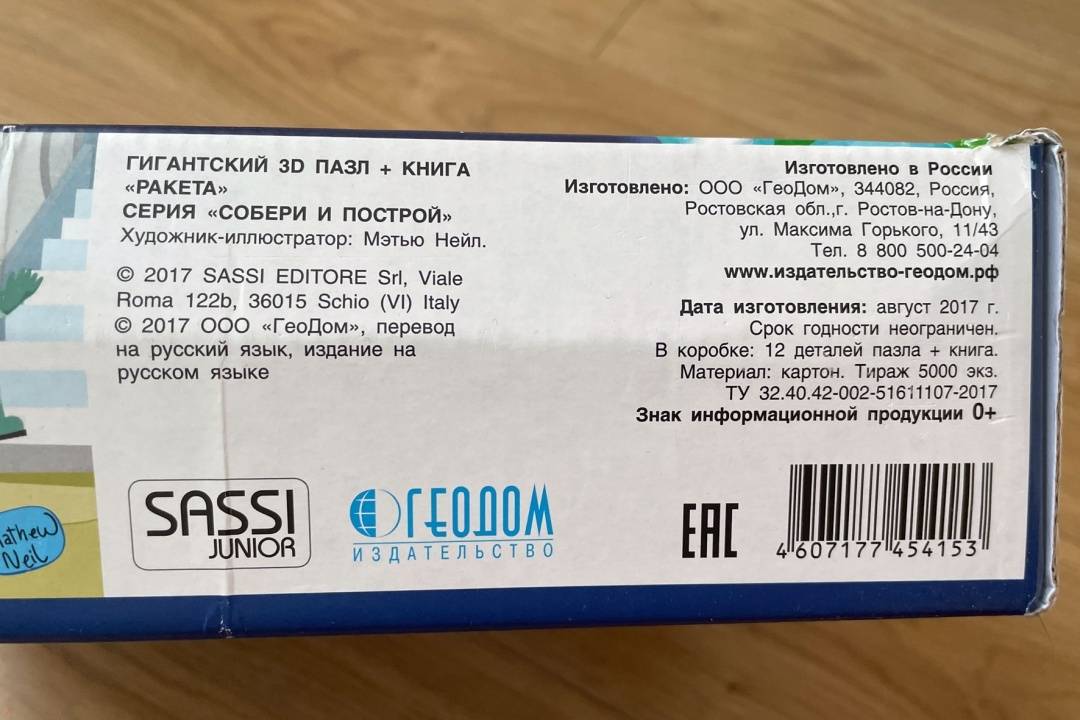 ГИГАНТСКИЙ 3D ПАЗЛ + КНИГА
«РАКЕТА»
СЕРИЯ «СОБЕРИ И ПОСТРОЙ»
Художник-иллюстратор: Мэтью Нейл.
© 2017 SASSI EDITORE Srl, Viale
Roma 122b, 36015 Schio (VI) Italy
© 2017 ООО «ГеоДом», перевод
на русский язык, издание на
русском языке
Изготовлено в России
Изготовлено: ООО «ГеоДом», 344082, Россия,
Ростовская обл.,г. Ростов-на-Дону,
ул. Максима Горького, 11/43
Тел. 8 800 500-24-04
www.издательство-геодом.рф
Дата изготовления: август 2017 г.
Срок годности неограничен.
В коробке: 12 деталей пазла + книга.
Материал: картон. Тираж 5000 экз.
ТУ 32.40.42-002-51611107-2017
Знак информационной продукции 0+
SASSI
JUNIOR
ГЕОДОМ
ИЗДАТЕЛЬСТВО
EAC
4 607177 454153
Neil